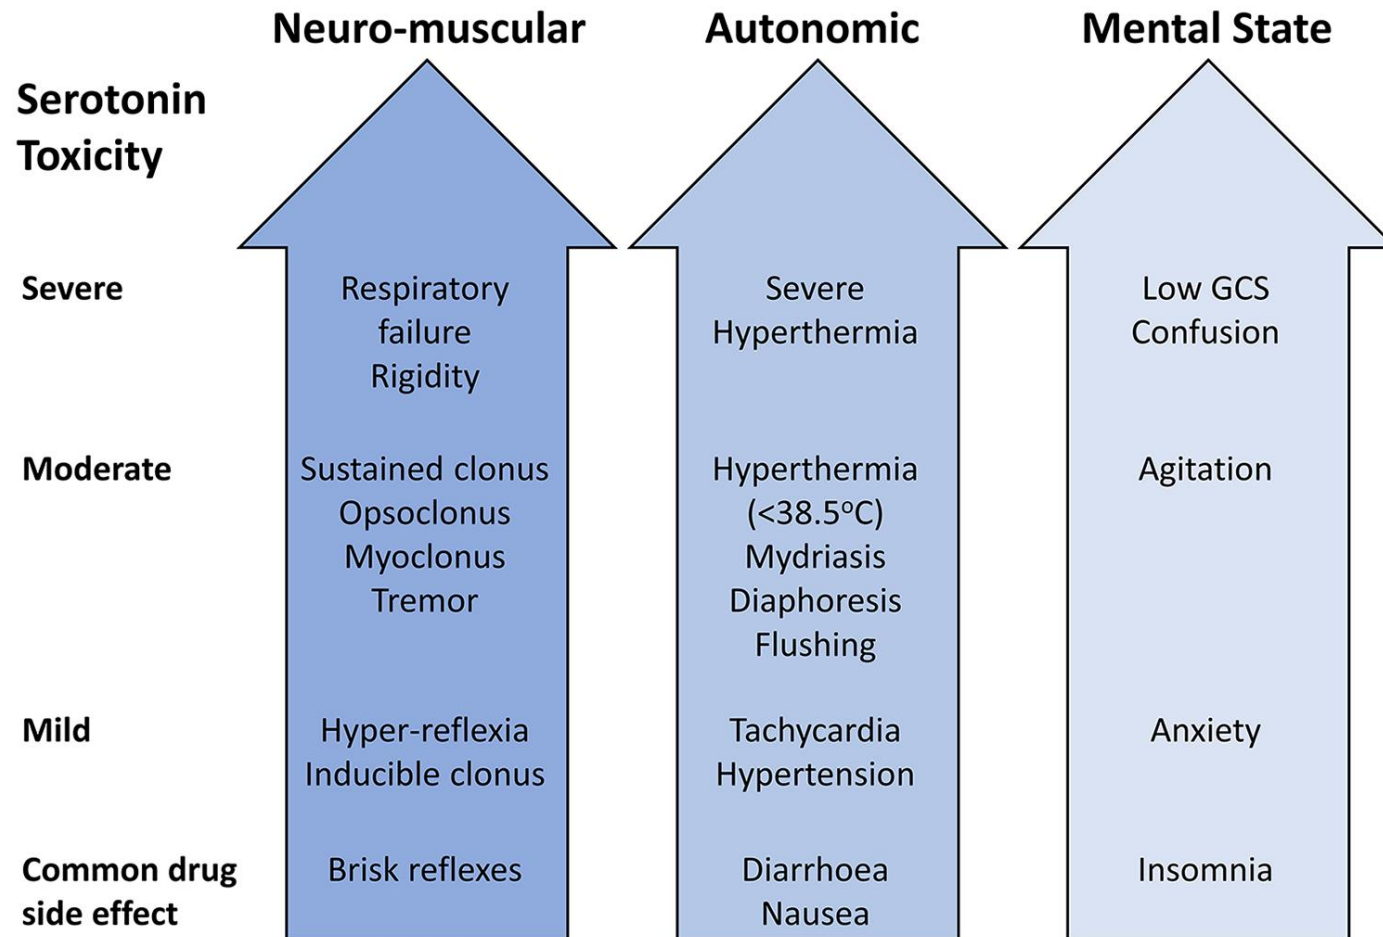 Neuro-muscular
Autonomic
Mental State
Serotonin
Toxicity
Severe
Respiratory
failure
Rigidity
Severe
Hyperthermia
Low GCS
Confusion
Moderate
Sustained clonus
Opsoclonus
Myoclonus
Tremor
Hyperthermia
(<38.5°C)
Mydriasis
Diaphoresis
Flushing
Agitation
Mild
Hyper-reflexia
Inducible clonus
Tachycardia
Hypertension
Anxiety
Common drug
side effect
Brisk reflexes
Diarrhoea
Nausea
Insomnia